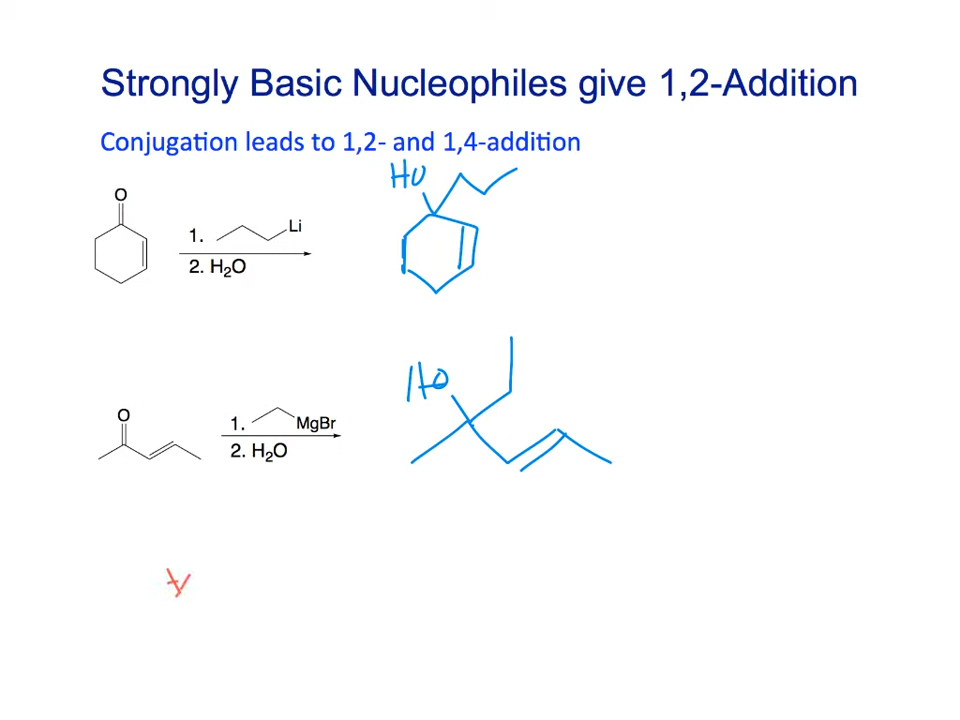 Strongly Basic Nucleophiles give 1,2-Addition
Conjugation leads to 1,2- and 1,4-addition
HO
O
1. Li
2. H₂O
HO
O
1. MgBr
2. H₂O